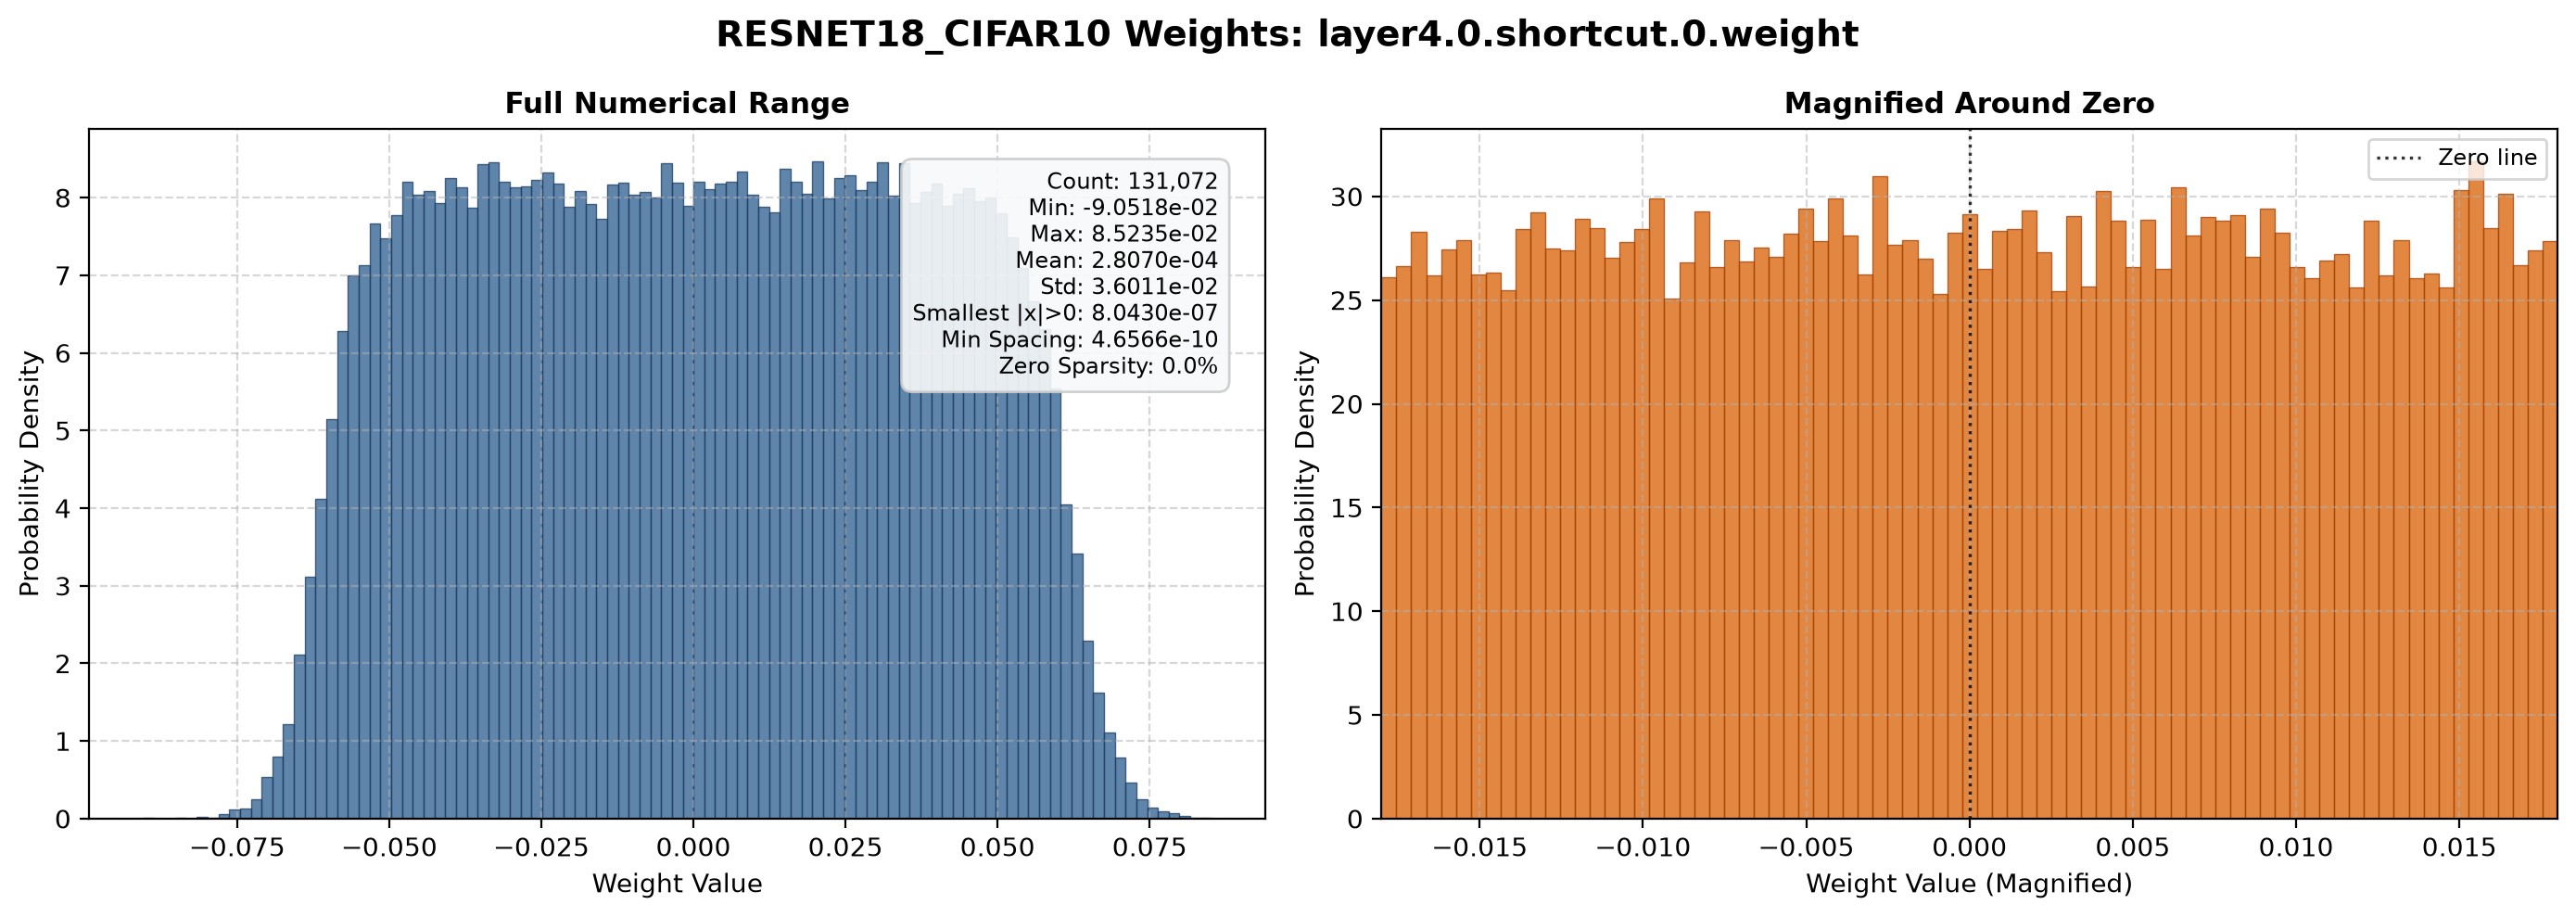 RESNET18_CIFAR10 Weights: layer4.0.shortcut.0.weight
Full Numerical Range
Probability Density
8
7
6
5
4
3
2
1
0
Count: 131,072
Min: -9.0518e-02
Max: 8.5235e-02
Mean: 2.8070e-04
Std: 3.6011e-02
Smallest |x|>0: 8.0430e-07
Min Spacing: 4.6566e-10
Zero Sparsity: 0.0%
−0.075 −0.050 −0.025 0.000 0.025 0.050 0.075
Weight Value
Magnified Around Zero
Probability Density
30
25
20
15
10
5
0
Zero line
−0.015 −0.010 −0.005 0.000 0.005 0.010 0.015
Weight Value (Magnified)